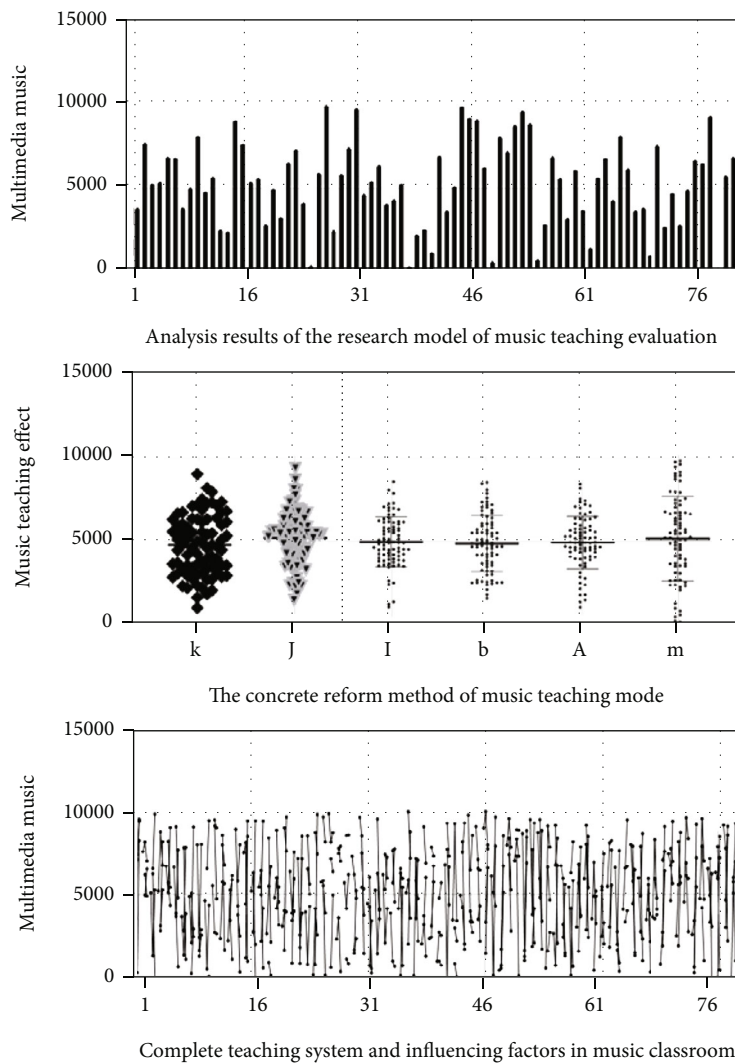 15000
10000
5000
0
Multimedia music
1 16 31 46 61 76
Analysis results of the research model of music teaching evaluation
15000
10000
5000
0
Music teaching effect
k J I b A m
The concrete reform method of music teaching mode
15000
10000
5000
0
Multimedia music
1 16 31 46 61 76
Complete teaching system and influencing factors in music classroom